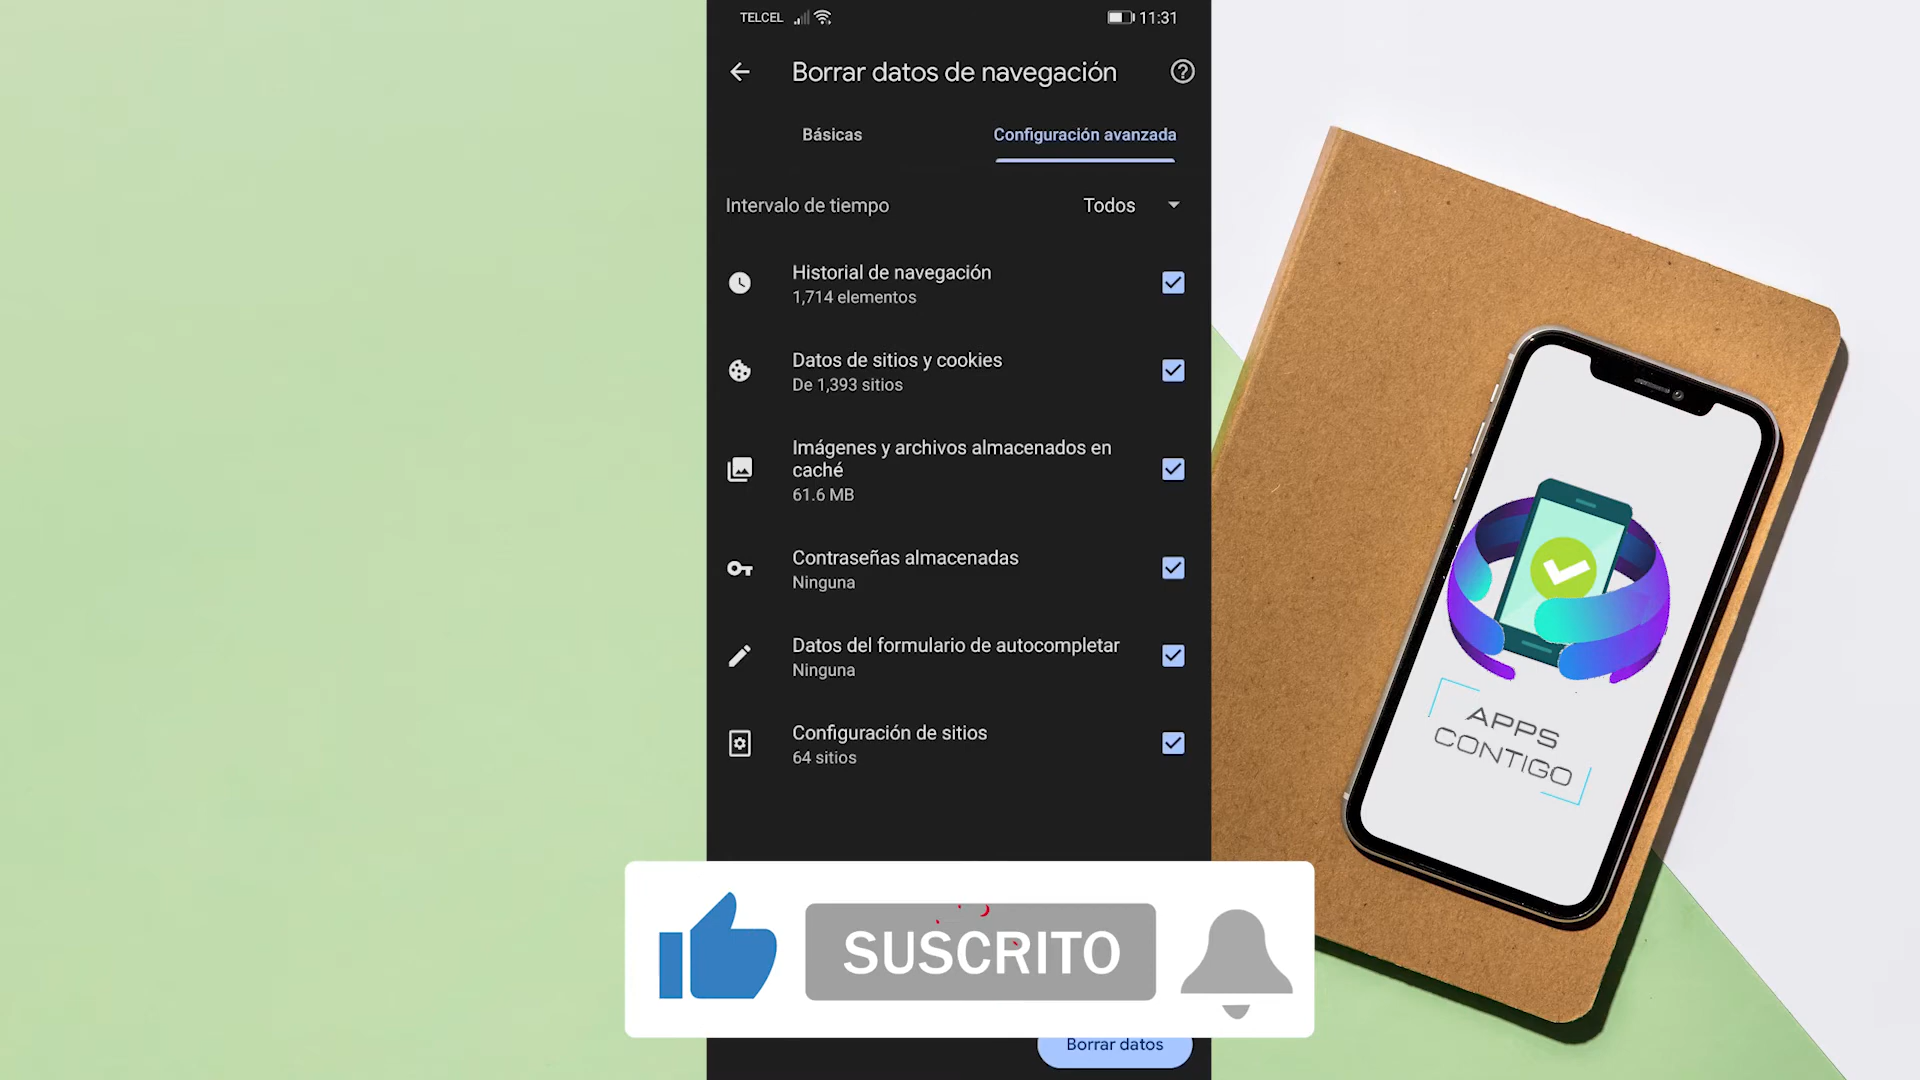 TELCEL
11:31
Borrar datos de navegación
Básicas
Configuración avanzada
Intervalo de tiempo
Todos
Historial de navegación
1,714 elementos
Datos de sitios y cookies
De 1,393 sitios
Imágenes y archivos almacenados en
caché
61.6 MB
Contraseñas almacenadas
Ninguna
Datos del formulario de autocompletar
Ninguna
Configuración de sitios
64 sitios
APPS
CONTIGO
SUSCRITO
Borrar datos